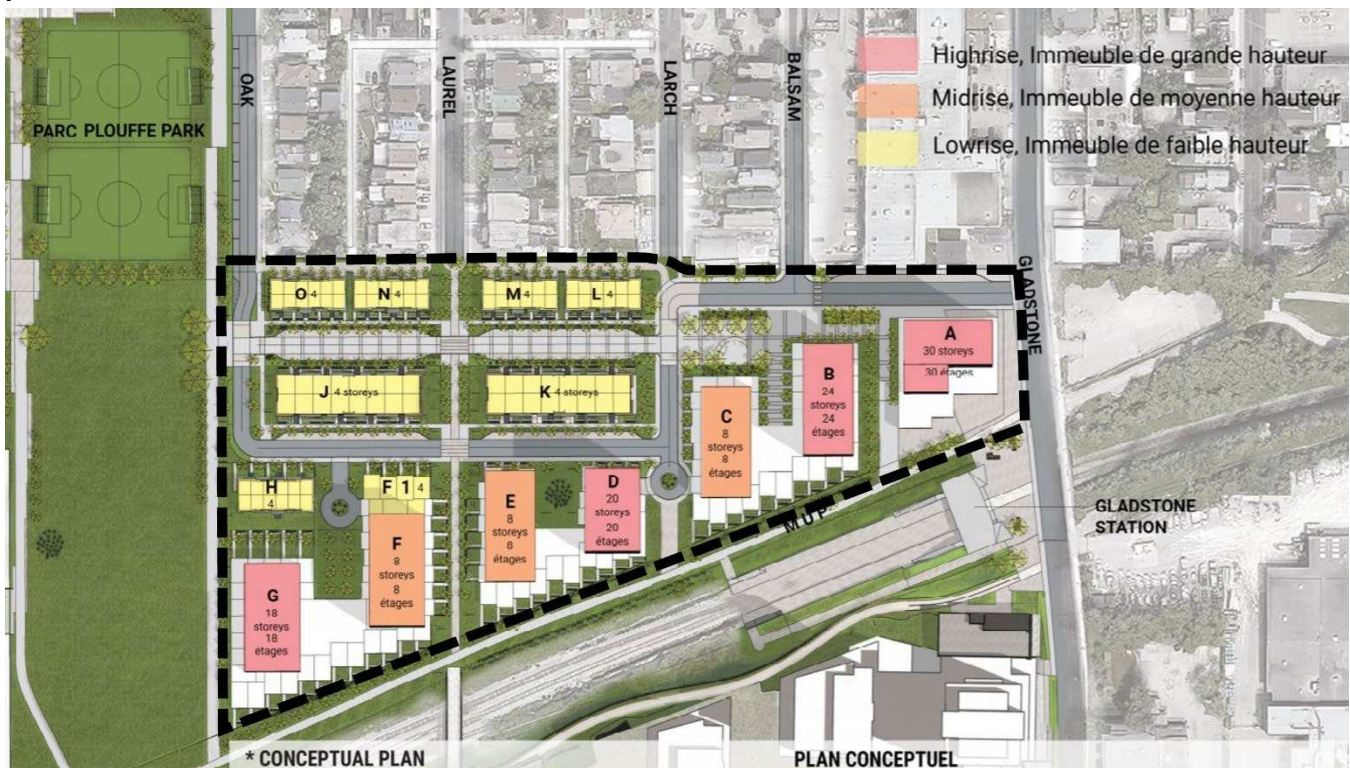 Highrise, Immeuble de grande hauteur
Midrise, Immeuble de moyenne hauteur
Lowrise, Immeuble de faible hauteur
PARC PLOUFFE PARK
OAK
LAUREL
LARCH
BALSAM
GLADSTONE
O 4
N 4
M 4
L 4
A
30 storeys
30 étages
J 4 storeys
K 4 storeys
B
24
storeys
24
étages
C
8
storeys
8
étages
H
4
F 1 4
E
8
storeys
8
étages
D
20
storeys
20
étages
F
8
storeys
8
étages
G
18
storeys
18
etages
MUP
GLADSTONE
STATION
* CONCEPTUAL PLAN
PLAN CONCEPTUEL